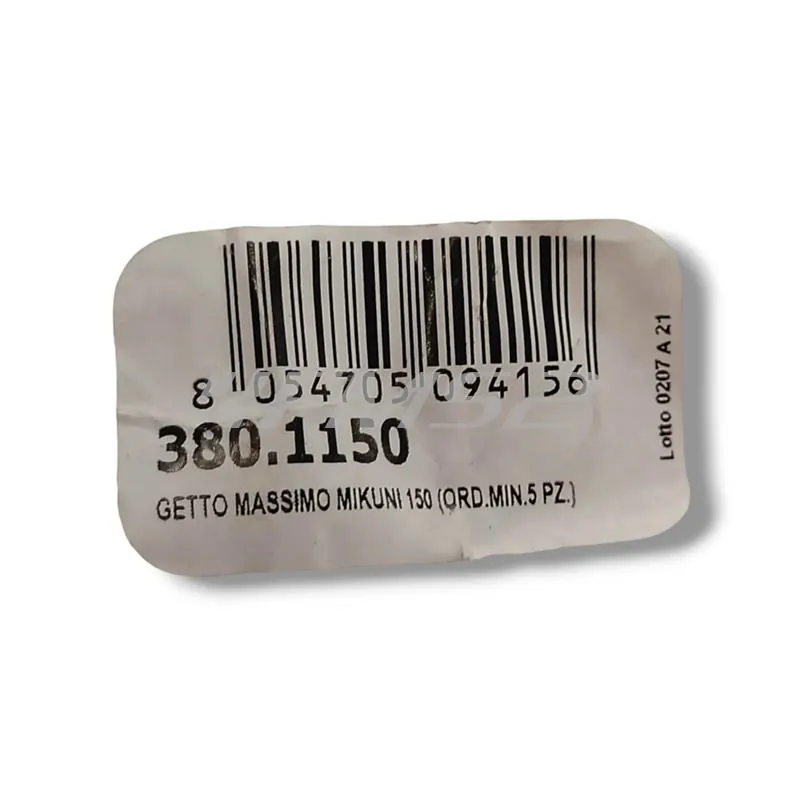 8 054705 094156
380.1150
GETTO MASSIMO MIKUNI 150 (ORD.MIN.5 PZ.)
Lotto 0207 A 21